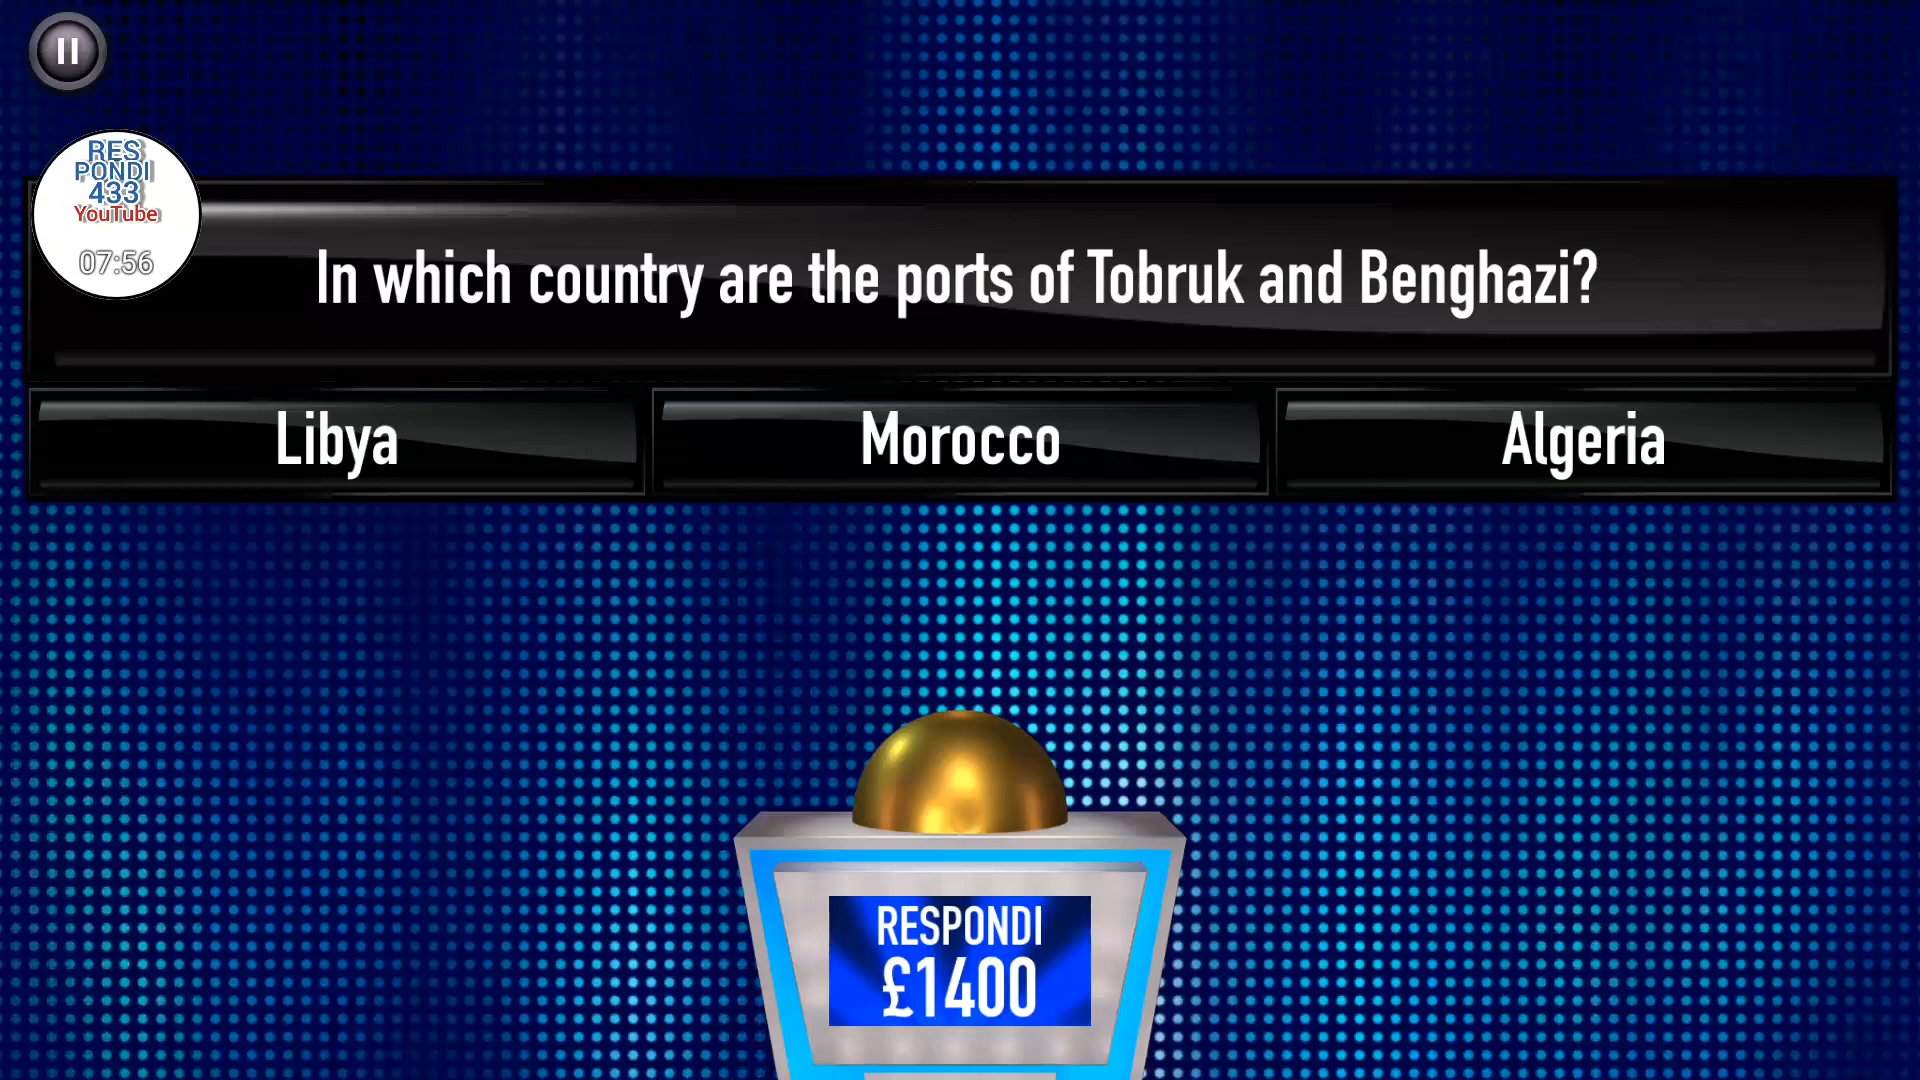 RES
PONDI
433
YouTube
07:56
In which country are the ports of Tobruk and Benghazi?
Libya
Morocco
Algeria
RESPONDI
£1400